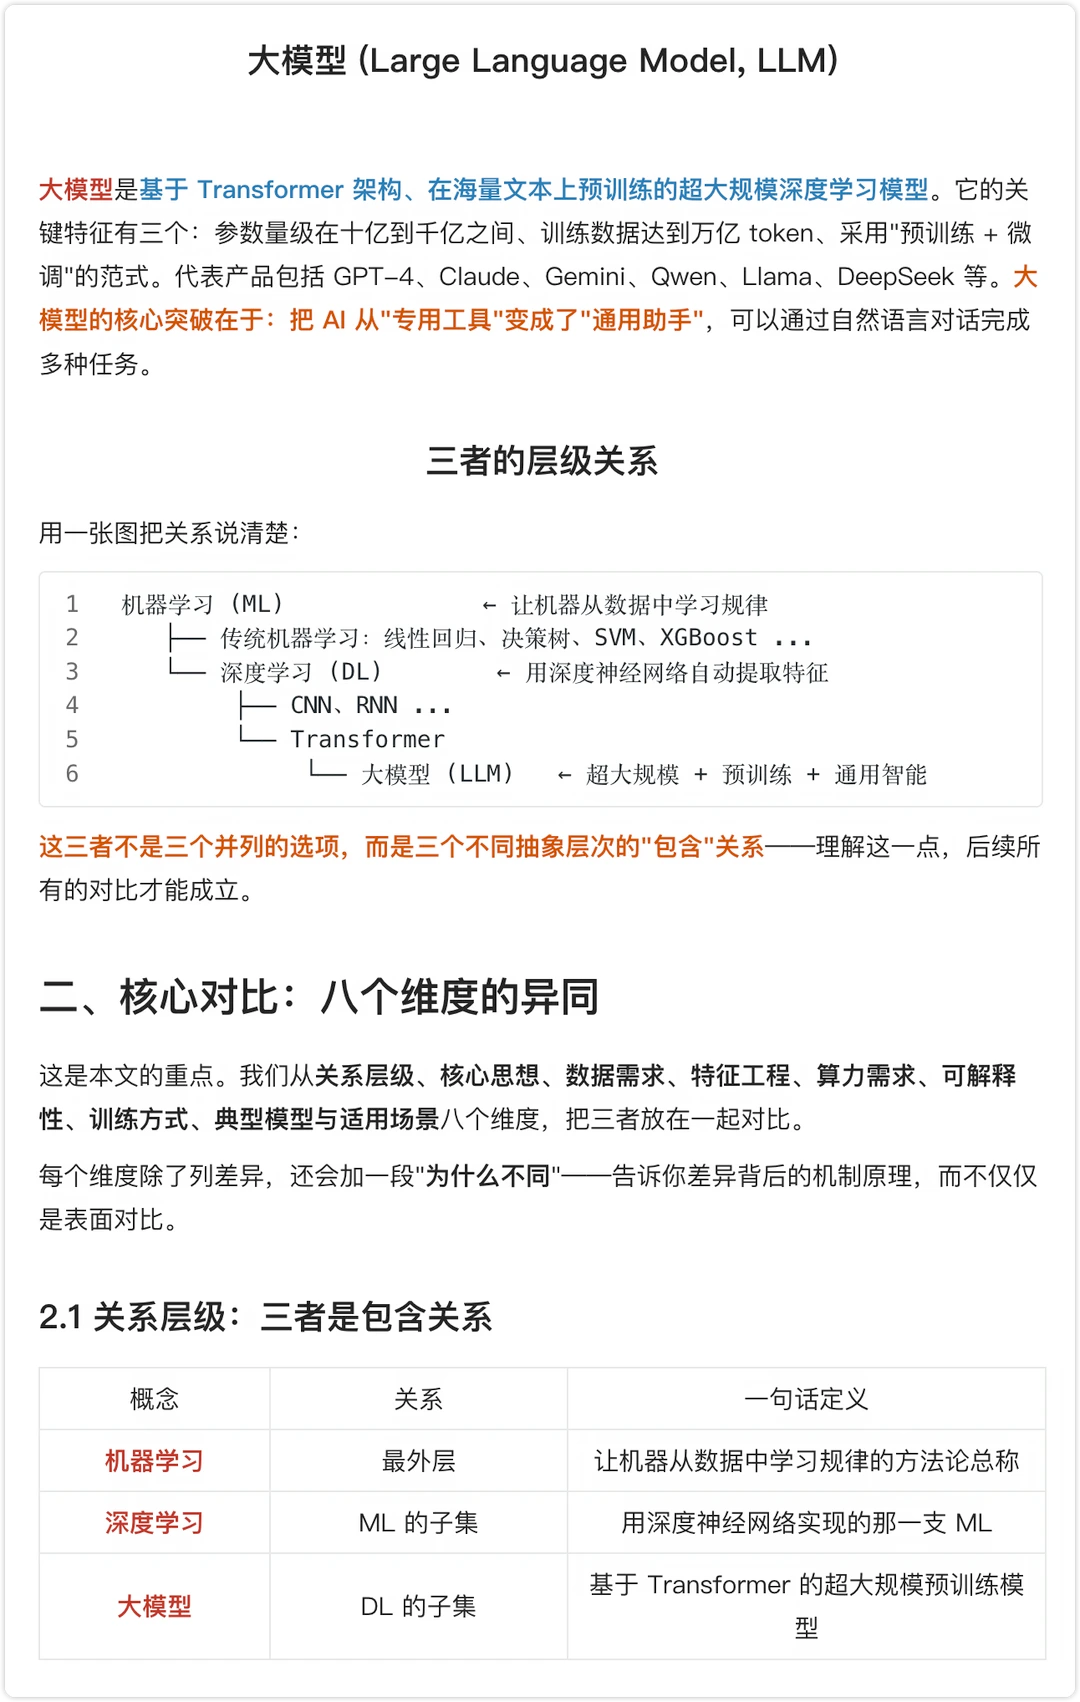 大模型 (Large Language Model, LLM)
大模型是基于 Transformer 架构、在海量文本上预训练的超大规模深度学习模型。它的关
键特征有三个：参数量级在十亿到千亿之间、训练数据达到万亿 token、采用"预训练 + 微
调"的范式。代表产品包括 GPT-4、Claude、Gemini、Qwen、Llama、DeepSeek 等。大
模型的核心突破在于：把 AI 从"专用工具"变成了"通用助手"，可以通过自然语言对话完成
多种任务。
三者的层级关系
用一张图把关系说清楚：
1 机器学习 (ML) ← 让机器从数据中学习规律
2 ├── 传统机器学习：线性回归、决策树、SVM、XGBoost ...
3 └── 深度学习 (DL) ← 用深度神经网络自动提取特征
4 ├── CNN、RNN ...
5 └── Transformer
6 └── 大模型 (LLM) ← 超大规模 + 预训练 + 通用智能
这三者不是三个并列的选项，而是三个不同抽象层次的"包含"关系——理解这一点，后续所
有的对比才能成立。
二、核心对比：八个维度的异同
这是本文的重点。我们从关系层级、核心思想、数据需求、特征工程、算力需求、可解释
性、训练方式、典型模型与适用场景八个维度，把三者放在一起对比。
每个维度除了列差异，还会加一段"为什么不同"——告诉你差异背后的机制原理，而不仅仅
是表面对比。
2.1 关系层级：三者是包含关系
概念 关系 一句话定义
机器学习 最外层 让机器从数据中学习规律的方法论总称
深度学习 ML 的子集 用深度神经网络实现的那一支 ML
大模型 DL 的子集 基于 Transformer 的超大规模预训练模
型